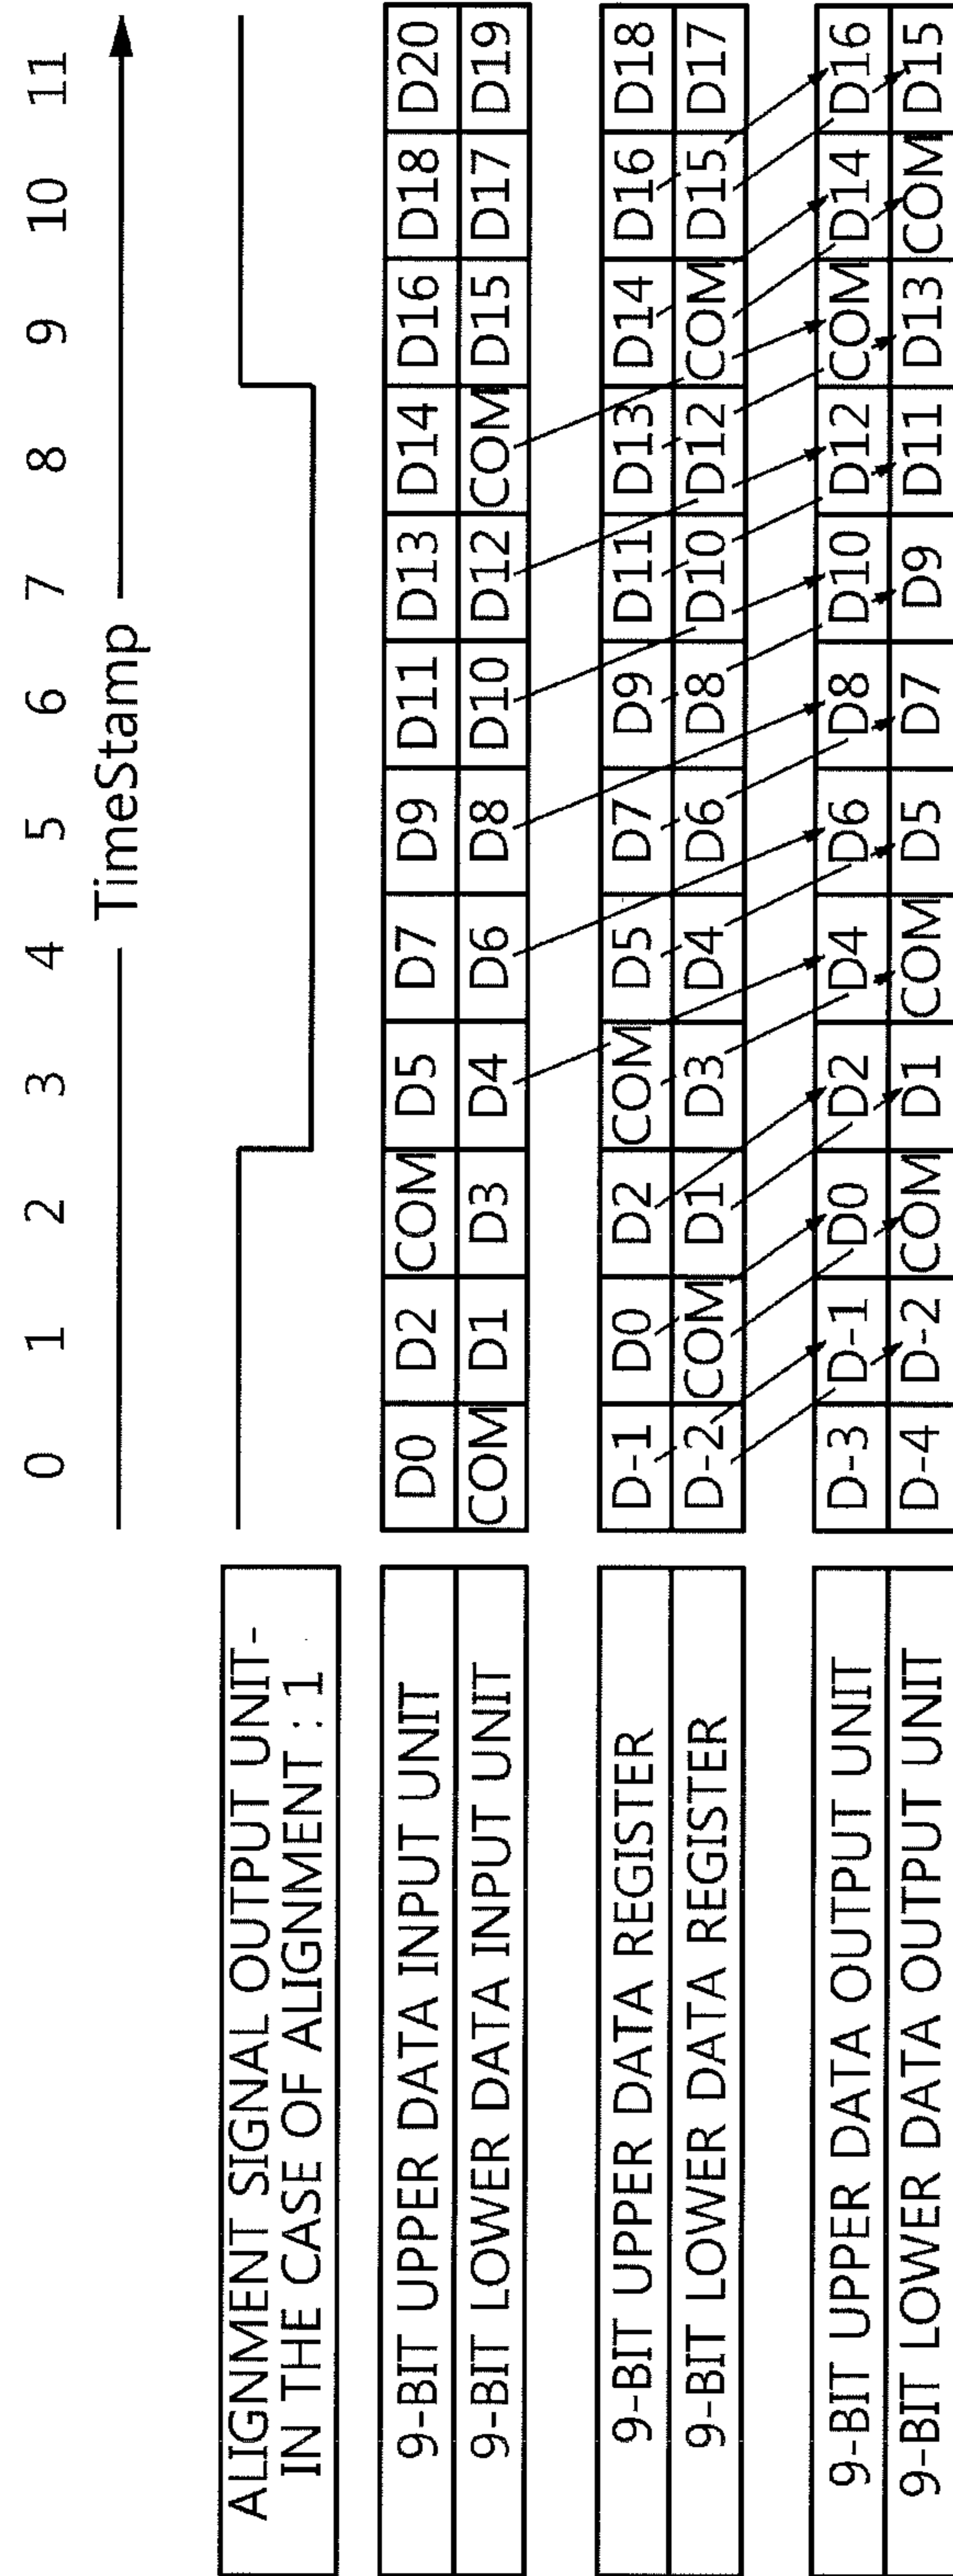 0 1 2 3 4 5 6 7 8 9 10 11
TimeStamp
ALIGNMENT SIGNAL OUTPUT UNIT-
IN THE CASE OF ALIGNMENT : 1
9-BIT UPPER DATA INPUT UNIT D0 D2 COM D5 D7 D9 D11 D13 D14 D16 D18 D20
9-BIT LOWER DATA INPUT UNIT COM D1 D3 D4 D6 D8 D10 D12 COM D15 D17 D19
9-BIT UPPER DATA REGISTER D-1 D0 D2 COM D5 D7 D9 D11 D13 D14 D16 D18
9-BIT LOWER DATA REGISTER D-2 COM D1 D3 D4 D6 D8 D10 D12 COM D15 D17
9-BIT UPPER DATA OUTPUT UNIT D-3 D-1 D0 D2 D4 D6 D8 D10 D12 COM D14 D16
9-BIT LOWER DATA OUTPUT UNIT D-4 D-2 COM D1 COM D5 D7 D9 D11 D13 COM D15